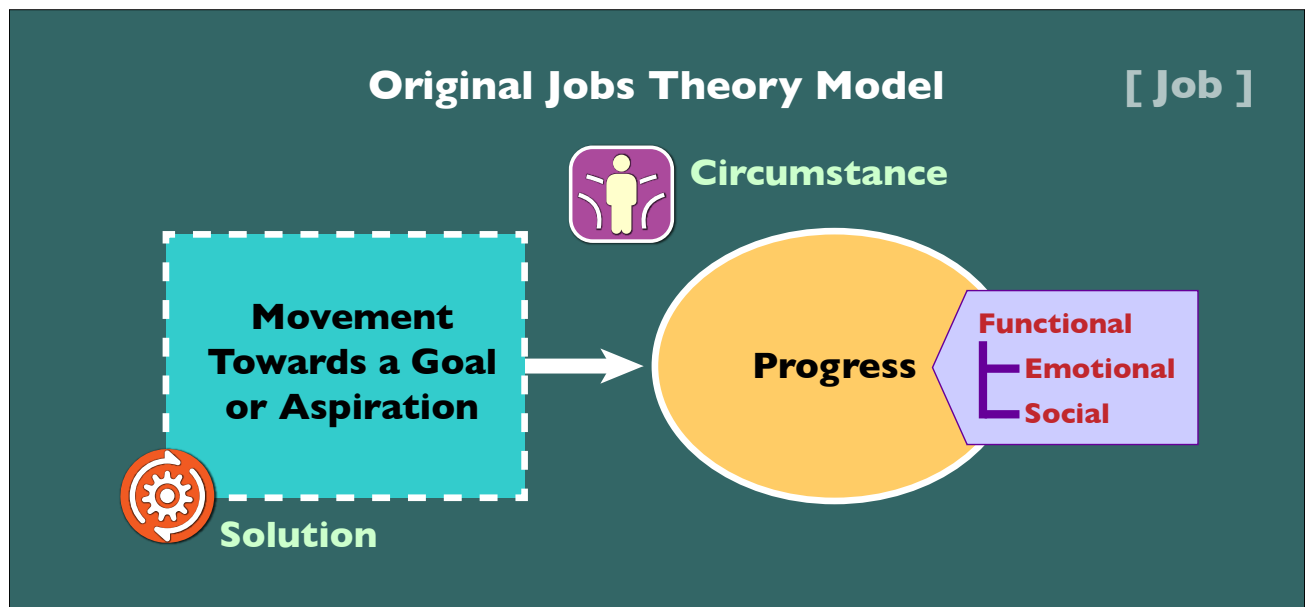 Original Jobs Theory Model
[ Job ]
Circumstance
Movement
Towards a Goal
or Aspiration
Progress
Functional
Emotional
Social
Solution